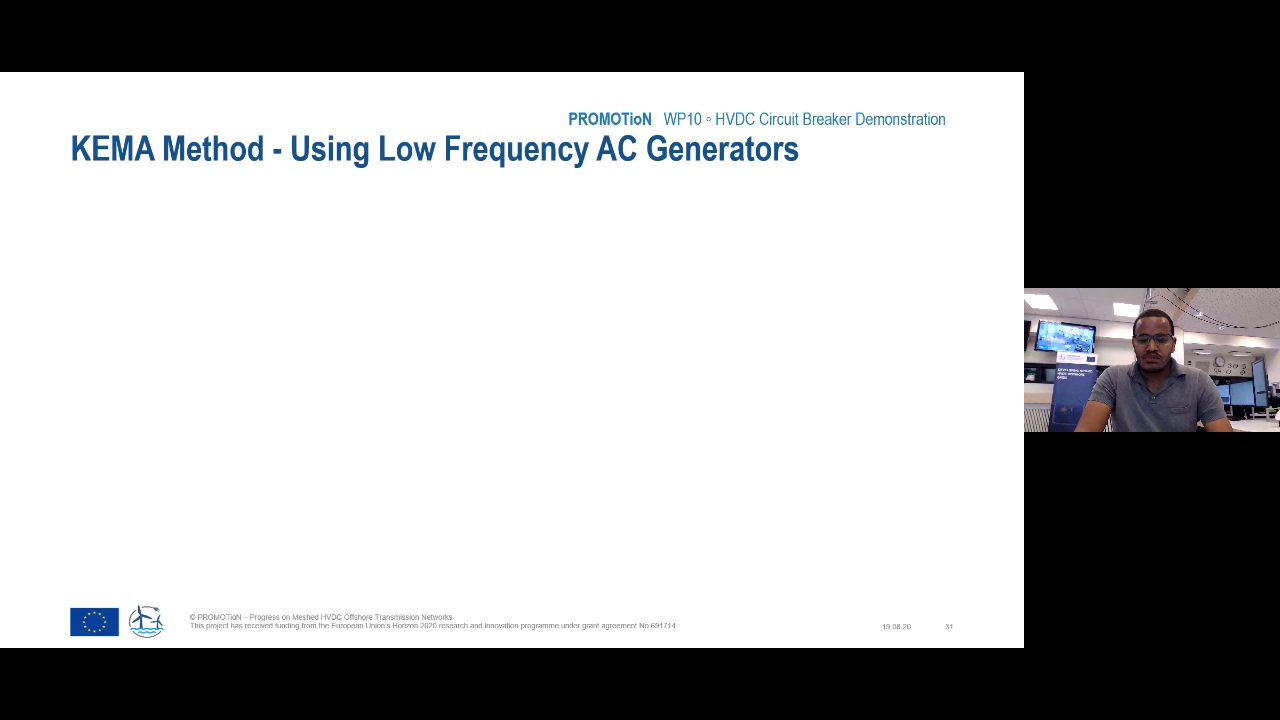 PROMOTioN WP10 ◦ HVDC Circuit Breaker Demonstration
KEMA Method - Using Low Frequency AC Generators
© PROMOTioN – Progress on Meshed HVDC Offshore Transmission Networks
This project has received funding from the European Union's Horizon 2020 research and innovation programme under grant agreement No 691714
19.08.20 31